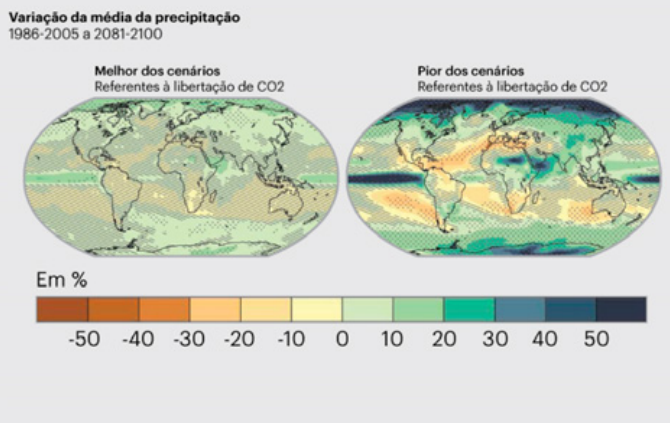 Variação da média da precipitação
1986-2005 a 2081-2100
Melhor dos cenários
Referentes à libertação de CO2
Pior dos cenários
Referentes à libertação de CO2
Em %
-50 -40 -30 -20 -10 0 10 20 30 40 50